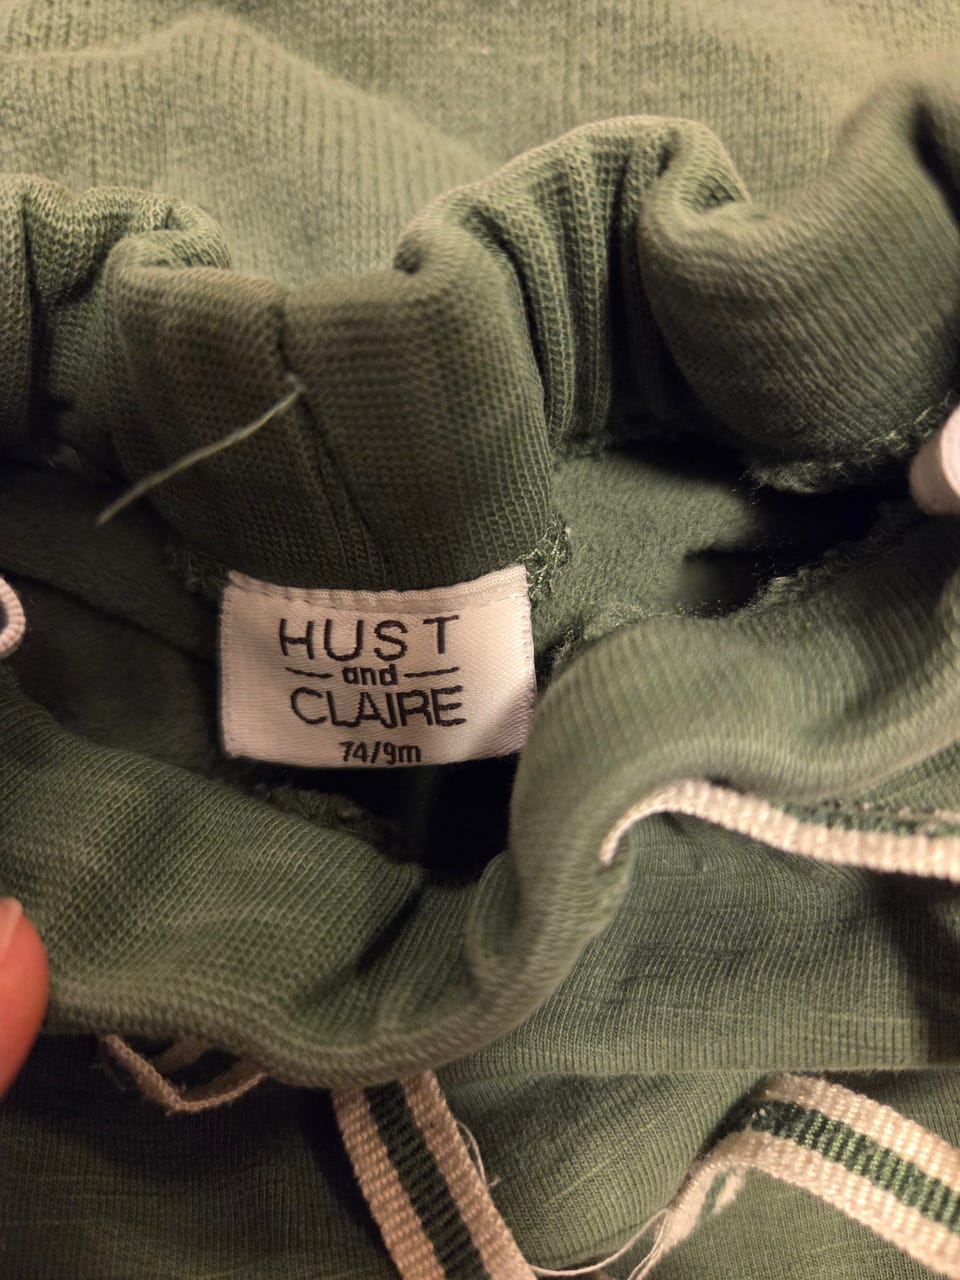 HUST
and
CLAIRE
74/9m